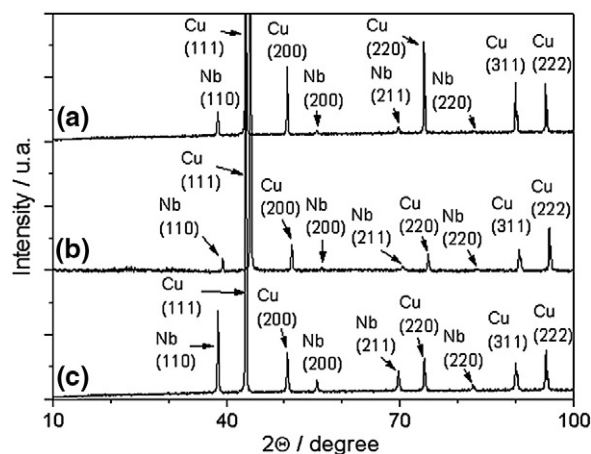 Intensity / u.a.
(a)
Cu
(111)
Nb
(110)
Cu
(200)
Nb
(200)
Cu
(220)
Nb
(211)
Nb
(220)
Cu
(311)
Cu
(222)
(b)
Cu
(111)
Nb
(110)
Cu
(200)
Nb
(200)
Nb
(211)
Cu
(220)
Nb
(220)
Cu
(311)
Cu
(222)
(c)
Cu
(111)
Nb
(110)
Cu
(200)
Nb
(200)
Nb
(211)
Cu
(220)
Nb
(220)
Cu
(311)
Cu
(222)
10 40 70 100
2Θ / degree